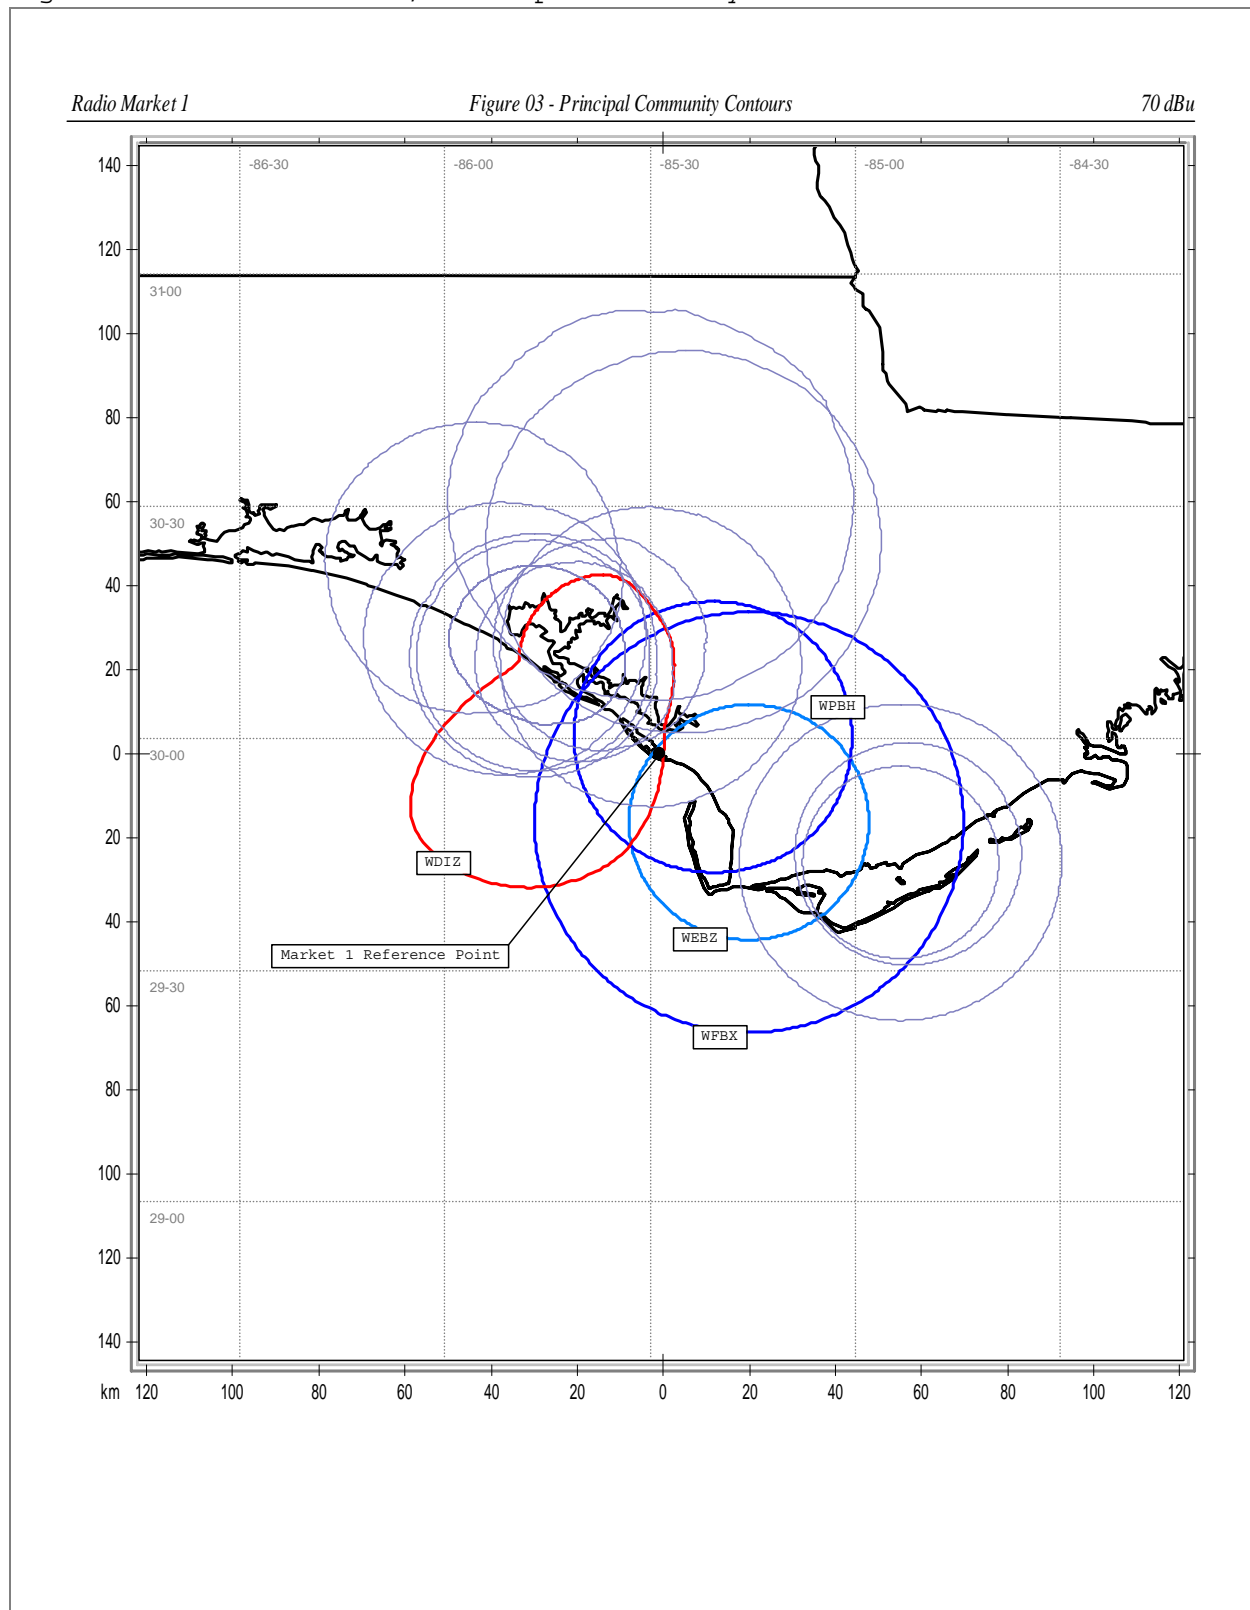 Radio Market 1 Figure 03 - Principal Community Contours 70 dBu
-86-30 -86-00 -85-30 -85-00 -84-30
140
120
31-00
100
80
60
30-30
40
20
WPBH
0
30-00
20
WDIZ
40
WEBZ
Market 1 Reference Point
29-30
60
WFBX
80
100
29-00
120
140
km 120 100 80 60 40 20 0 20 40 60 80 100 120